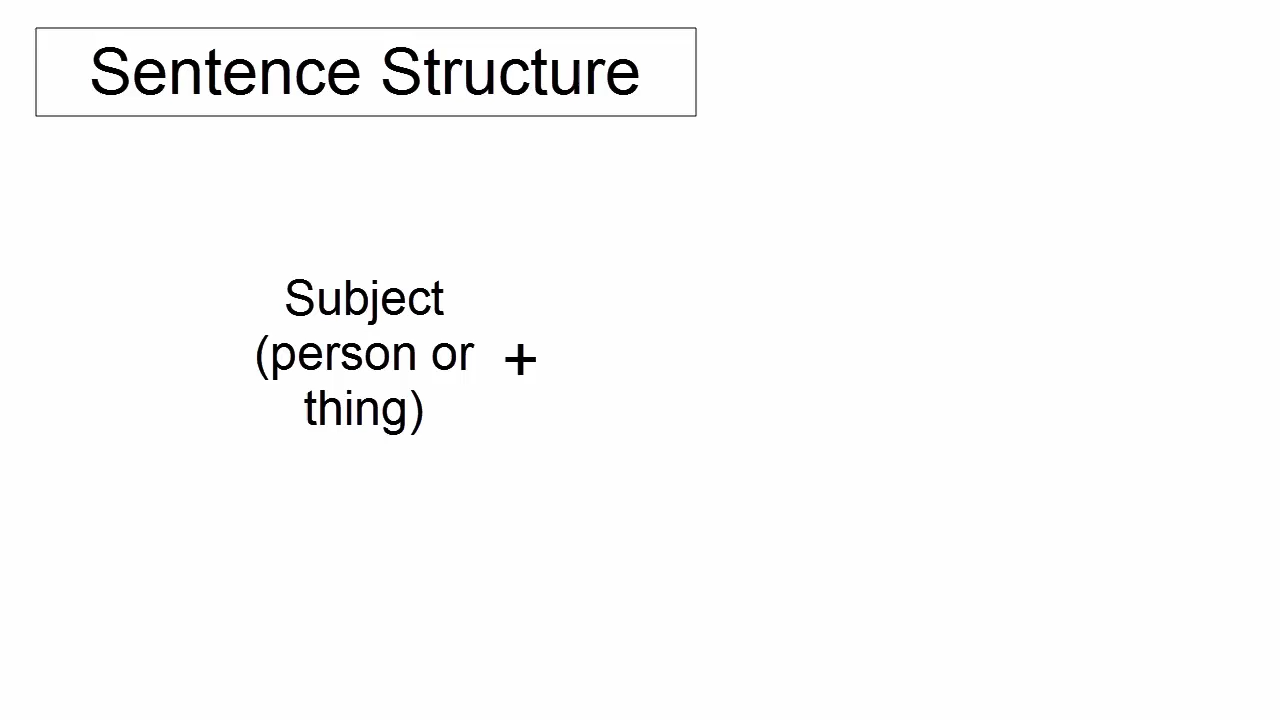 Sentence Structure
Subject
(person or +
thing)